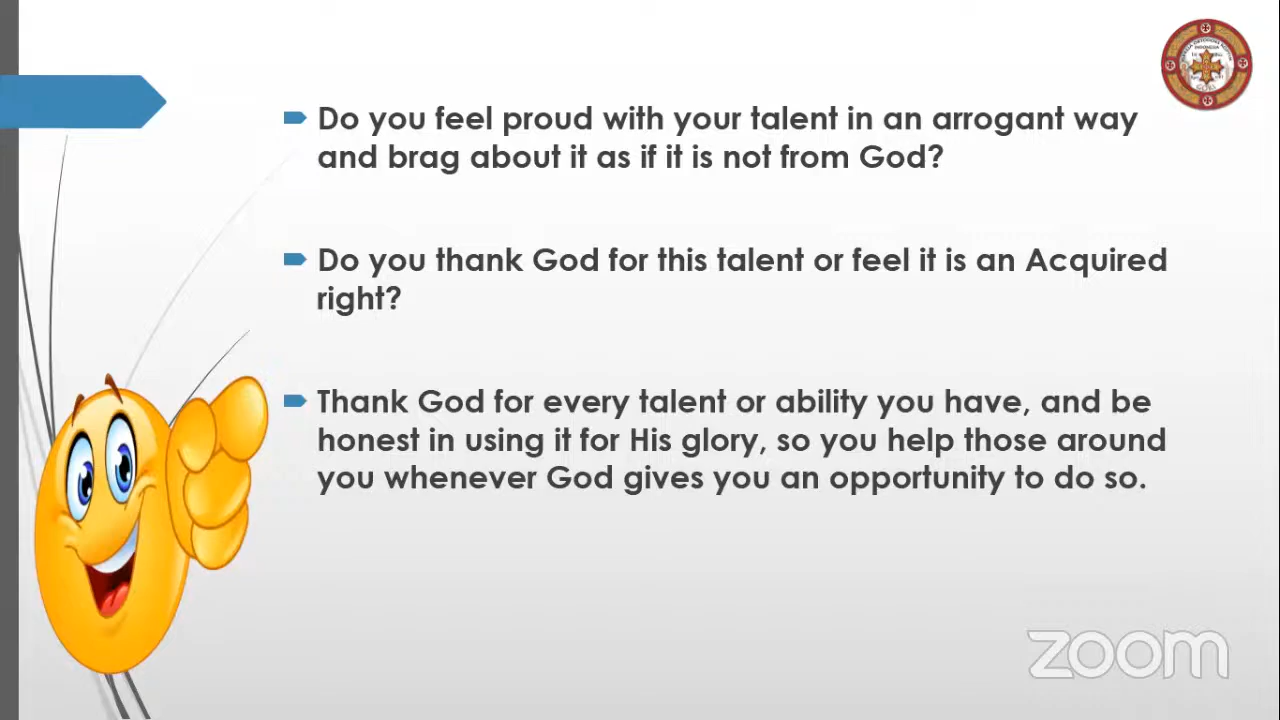 Do you feel proud with your talent in an arrogant way
and brag about it as if it is not from God?
Do you thank God for this talent or feel it is an Acquired
right?
Thank God for every talent or ability you have, and be
honest in using it for His glory, so you help those around
you whenever God gives you an opportunity to do so.
zoom